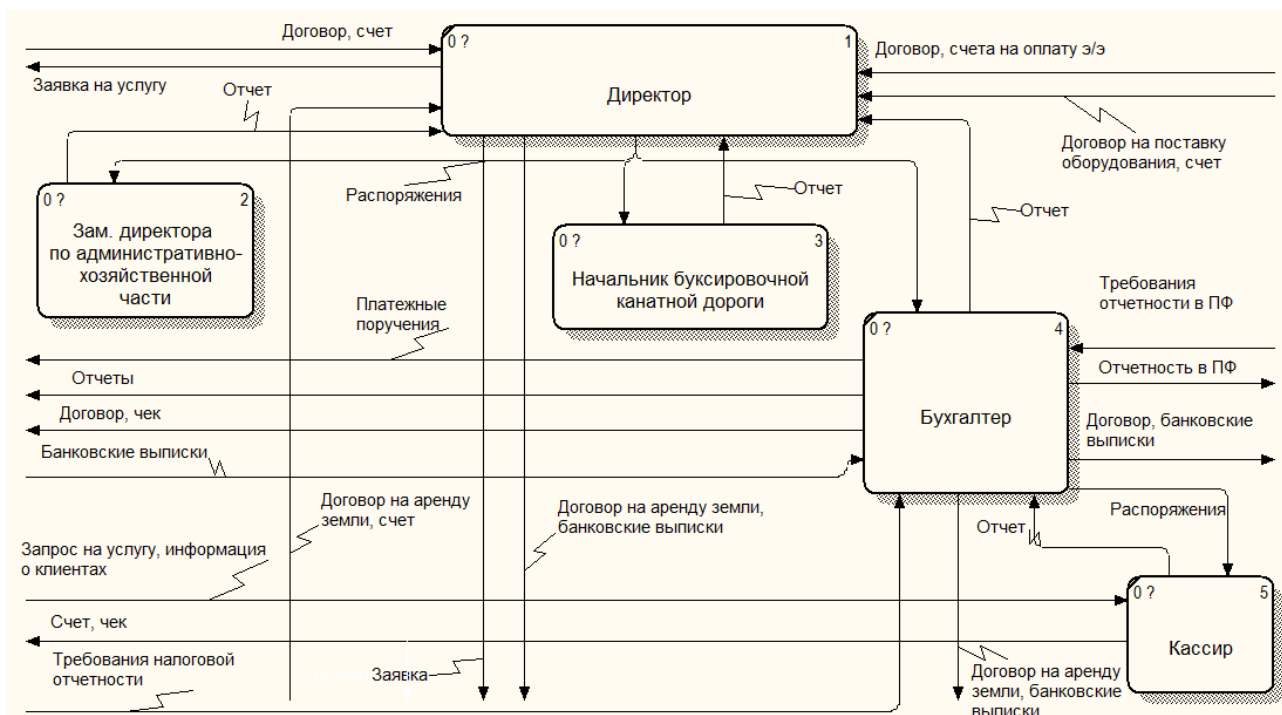 Договор, счет
0 ?
1
Директор
Договор, счета на оплату э/э
Заявка на услугу
Отчет
Договор на поставку
оборудования, счет
Распоряжения
Отчет
Отчет
0 ?
2
Зам. директора
по административно-
хозяйственной
части
0 ?
3
Начальник буксировочной
канатной дороги
Требования
отчетности в ПФ
Платежные
поручения
0 ?
4
Бухгалтер
Отчетность в ПФ
Отчеты
Договор, чек
Договор, банковские
выписки
Банковские выписки
Договор на аренду
земли, счет
Договор на аренду земли,
банковские выписки
Распоряжения
Отчет
Запрос на услугу, информация
о клиентах
0 ?
5
Кассир
Счет, чек
Требования налоговой
отчетности
Заявка
Договор на аренду
земли, банковские
выписки